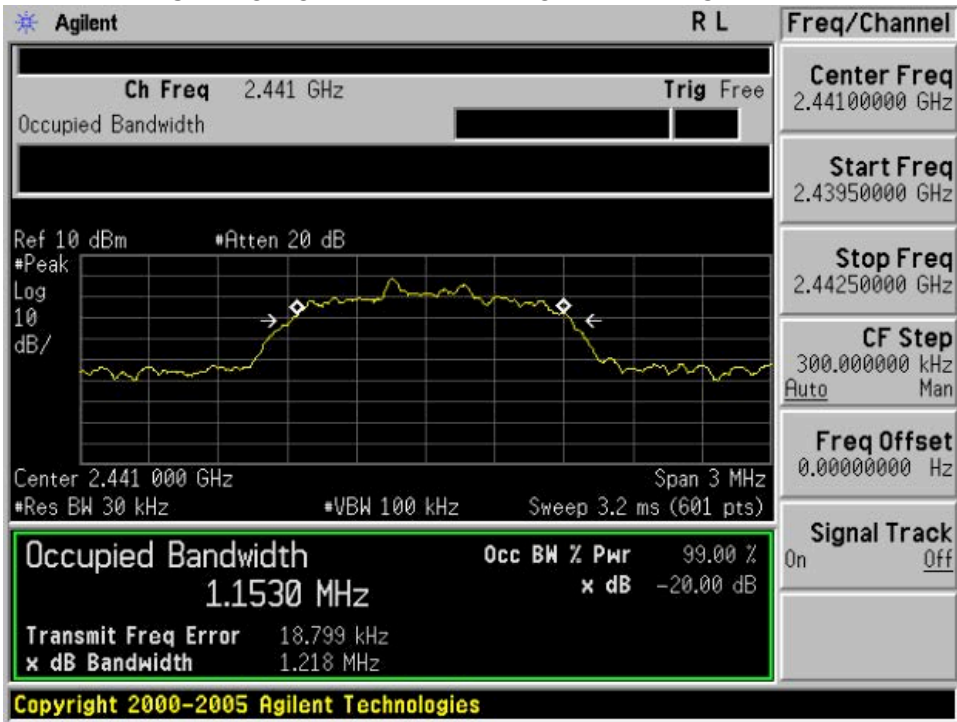 Agilent R L Freq/Channel
Ch Freq 2.441 GHz Trig Free
Occupied Bandwidth
Center Freq
2.44100000 GHz
Start Freq
2.43950000 GHz
Stop Freq
2.44250000 GHz
CF Step
300.000000 kHz
Auto Man
Freq Offset
0.00000000 Hz
Signal Track
On Off
Ref 10 dBm #Atten 20 dB
#Peak
Log
10
dB/
Center 2.441 000 GHz Span 3 MHz
#Res BW 30 kHz #VBW 100 kHz Sweep 3.2 ms (601 pts)
Occupied Bandwidth Occ BW % Pwr 99.00 %
1.1530 MHz x dB -20.00 dB
Transmit Freq Error 18.799 kHz
x dB Bandwidth 1.218 MHz
Copyright 2000-2005 Agilent Technologies